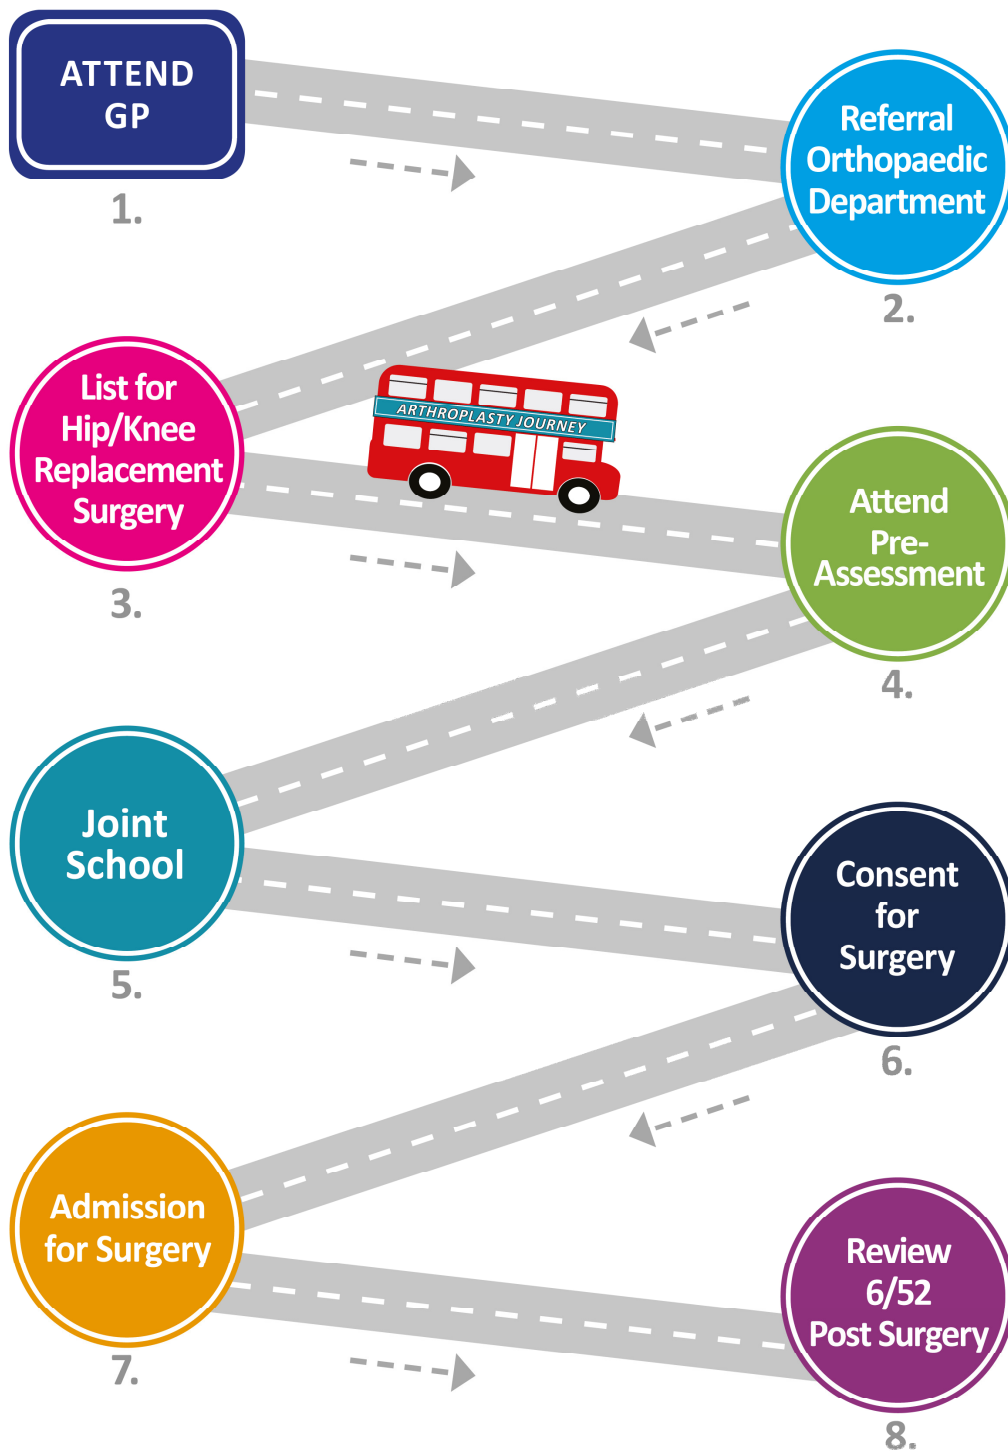 ATTEND
GP
1.
Referral
Orthopaedic
Department
2.
List for
Hip/Knee
Replacement
Surgery
3.
ARTHROPLASTY JOURNEY
Attend
Pre-
Assessment
4.
Joint
School
5.
Consent
for
Surgery
6.
Admission
for Surgery
7.
Review
6/52
Post Surgery
8.